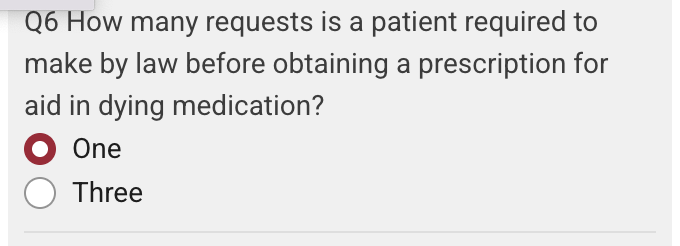 Q6 How many requests is a patient required to
make by law before obtaining a prescription for
aid in dying medication?
One
Three